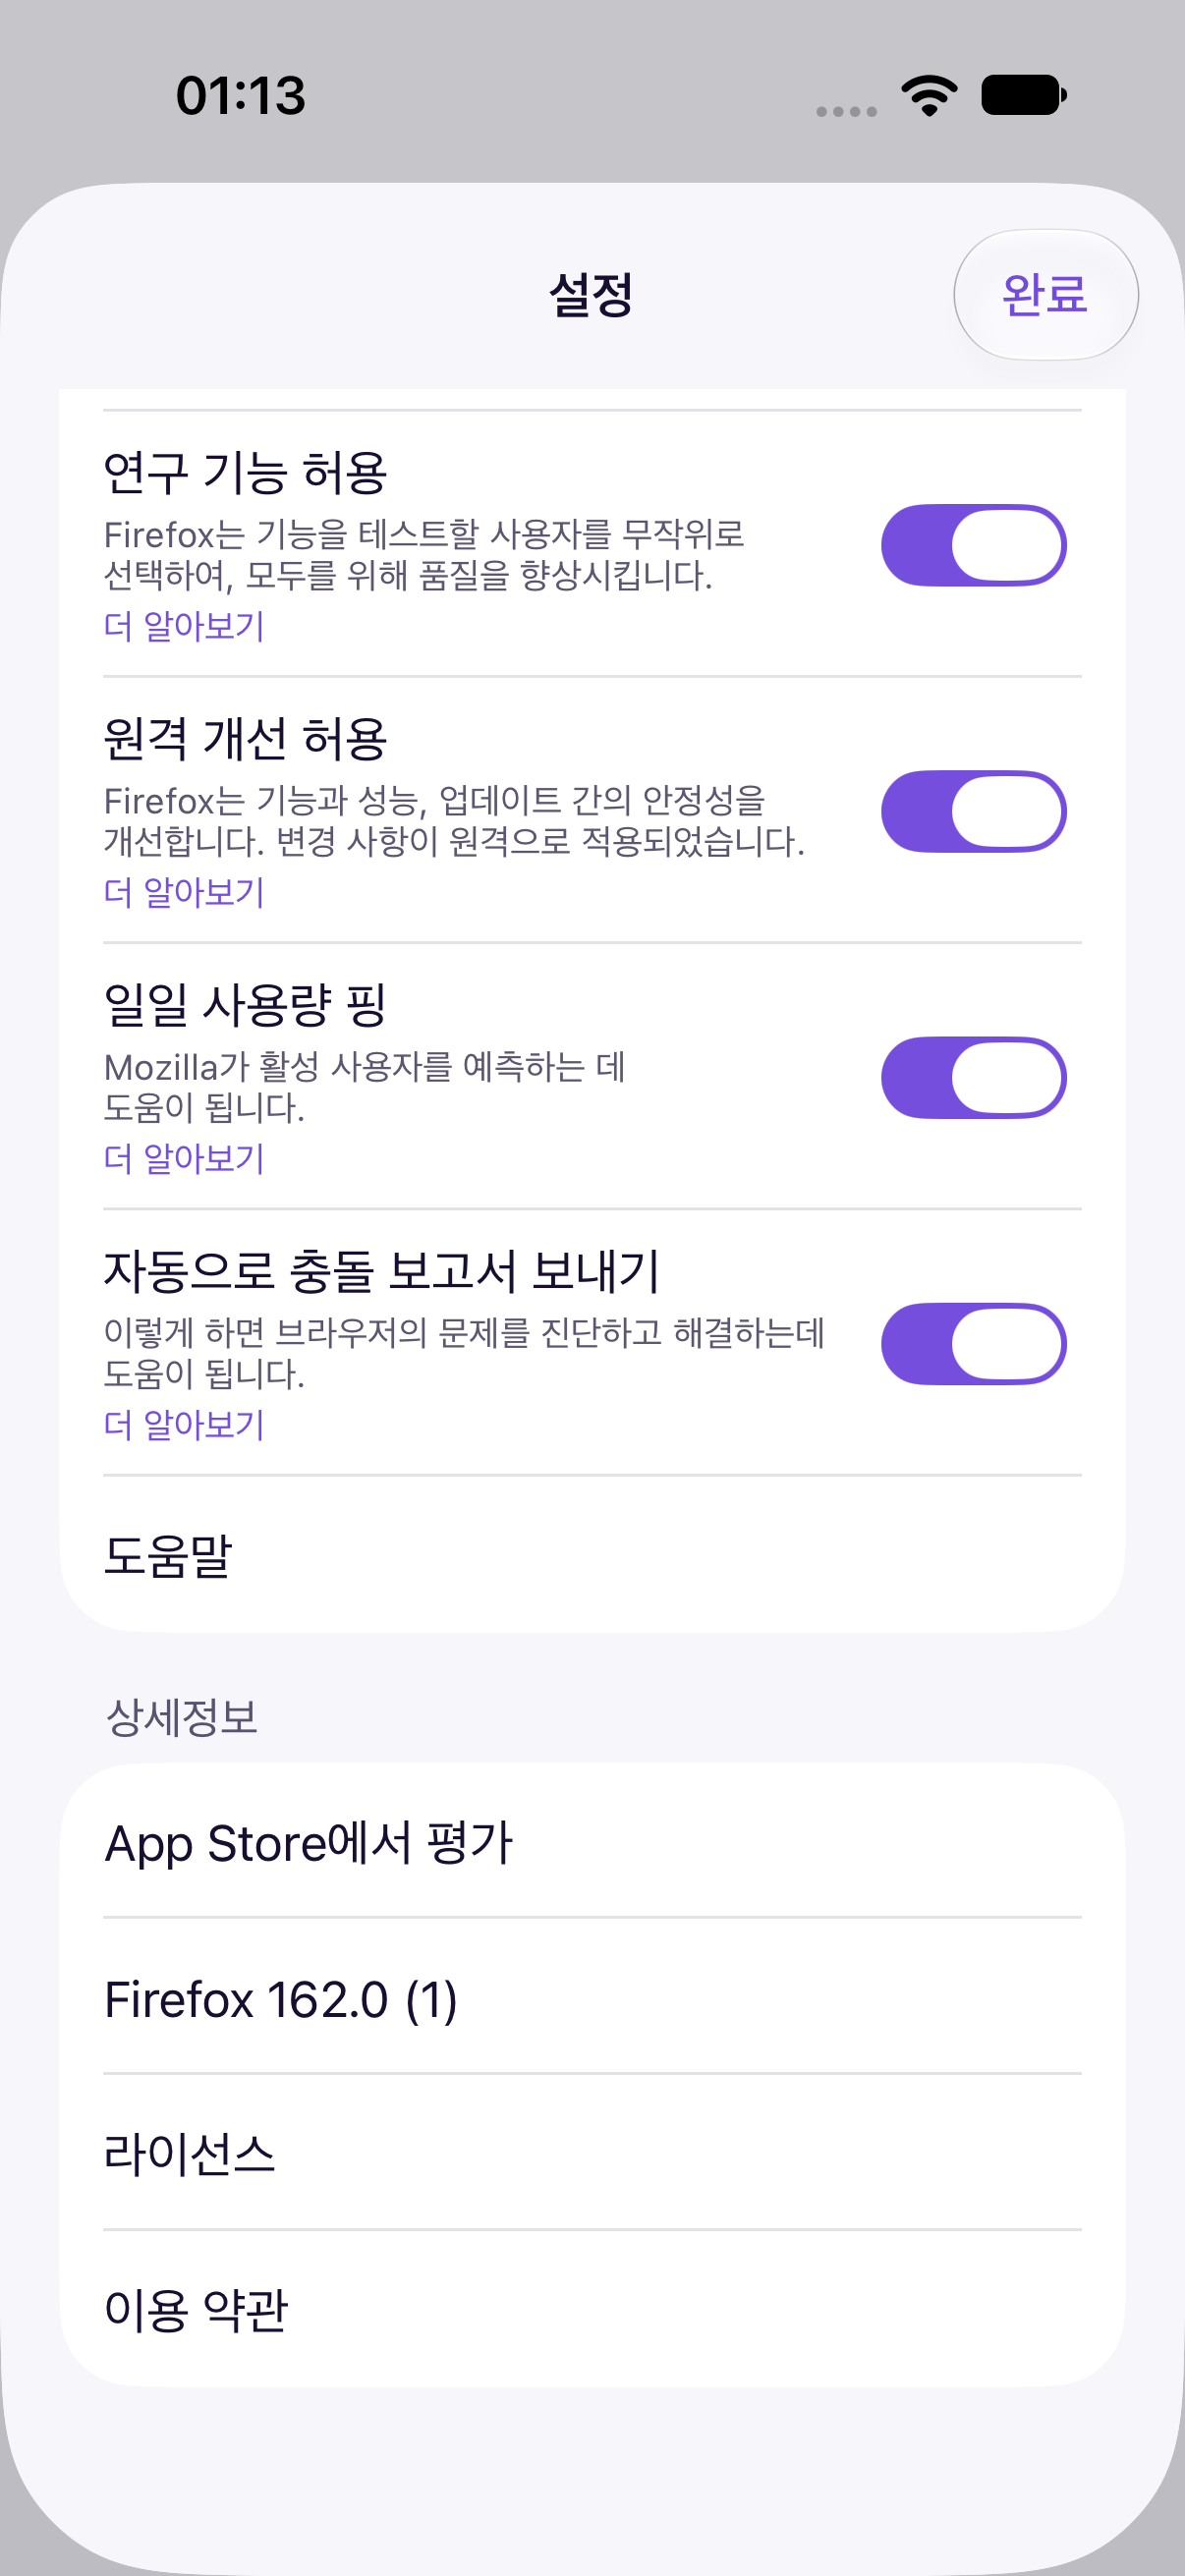 01:13
설정
완료
연구 기능 허용
Firefox는 기능을 테스트할 사용자를 무작위로
선택하여, 모두를 위해 품질을 향상시킵니다.
더 알아보기
원격 개선 허용
Firefox는 기능과 성능, 업데이트 간의 안정성을
개선합니다. 변경 사항이 원격으로 적용되었습니다.
더 알아보기
일일 사용량 핑
Mozilla가 활성 사용자를 예측하는 데
도움이 됩니다.
더 알아보기
자동으로 충돌 보고서 보내기
이렇게 하면 브라우저의 문제를 진단하고 해결하는데
도움이 됩니다.
더 알아보기
도움말
상세정보
App Store에서 평가
Firefox 162.0 (1)
라이선스
이용 약관